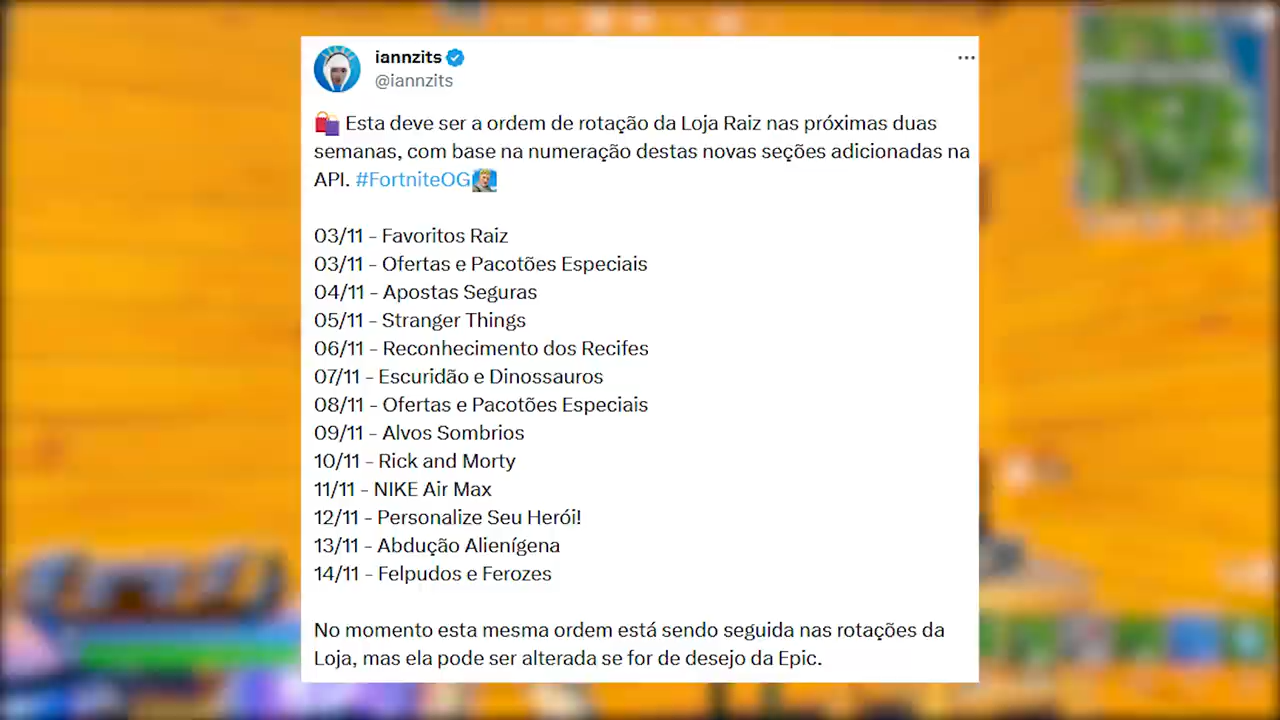 iannzits
@iannzits
Esta deve ser a ordem de rotação da Loja Raiz nas próximas duas
semanas, com base na numeração destas novas seções adicionadas na
API. #FortniteOG
03/11 - Favoritos Raiz
03/11 - Ofertas e Pacotões Especiais
04/11 - Apostas Seguras
05/11 - Stranger Things
06/11 - Reconhecimento dos Recifes
07/11 - Escuridão e Dinossauros
08/11 - Ofertas e Pacotões Especiais
09/11 - Alvos Sombrios
10/11 - Rick and Morty
11/11 - NIKE Air Max
12/11 - Personalize Seu Herói!
13/11 - Abdução Alienígena
14/11 - Felpudos e Ferozes
No momento esta mesma ordem está sendo seguida nas rotações da
Loja, mas ela pode ser alterada se for de desejo da Epic.